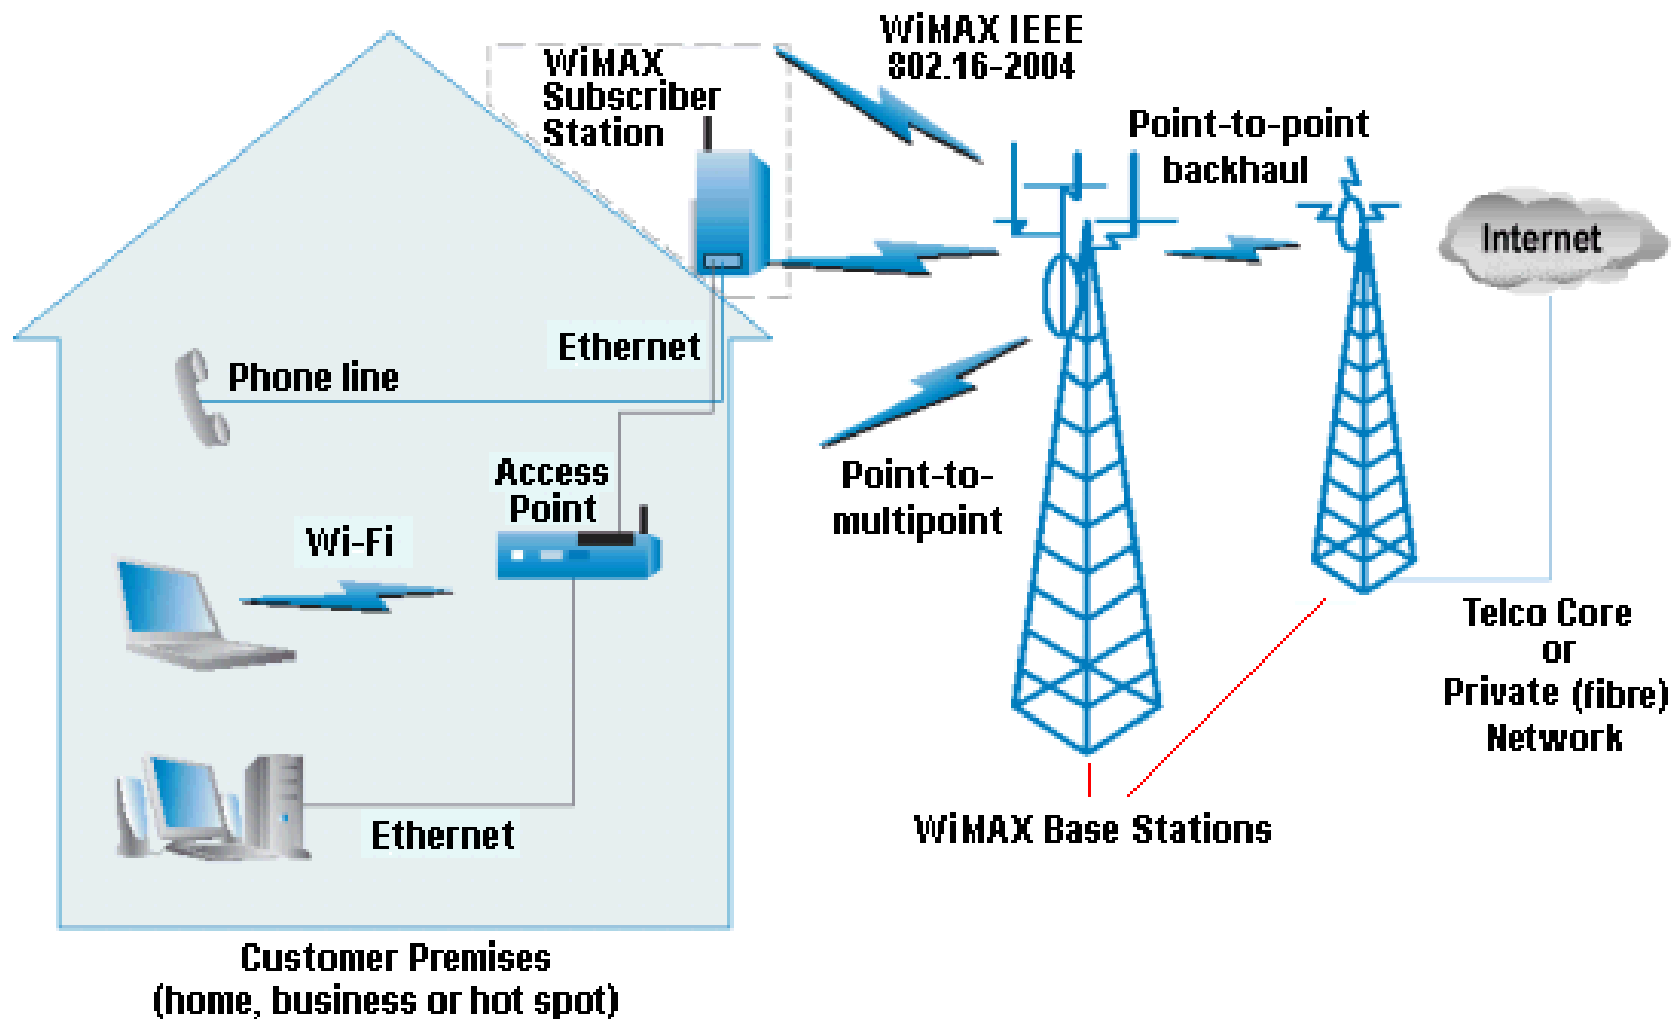 WiMAX IEEE
802.16-2004
WiMAX
Subscriber
Station
Point-to-point
backhaul
Internet
Ethernet
Phone line
Access
Point
Point-to-
multipoint
Wi-Fi
Telco Core
or
Private (fibre)
Network
Ethernet
WiMAX Base Stations
Customer Premises
(home, business or hot spot)